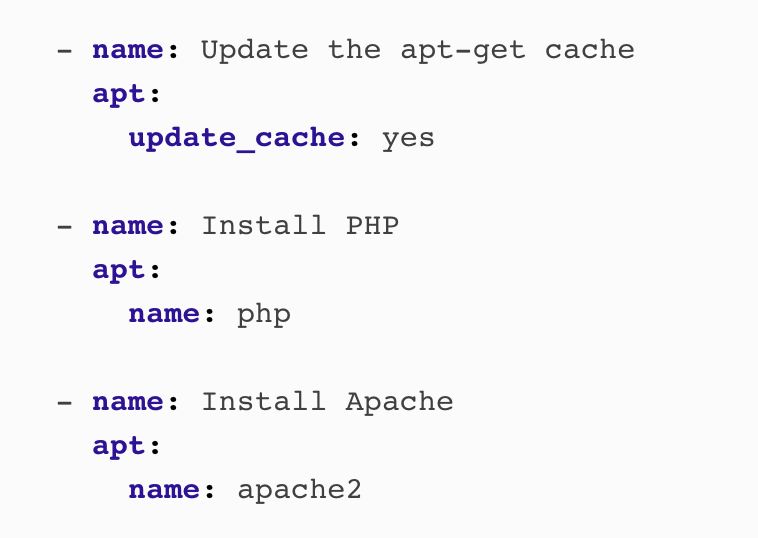 - name: Update the apt-get cache
  apt:
    update_cache: yes

- name: Install PHP
  apt:
    name: php

- name: Install Apache
  apt:
    name: apache2